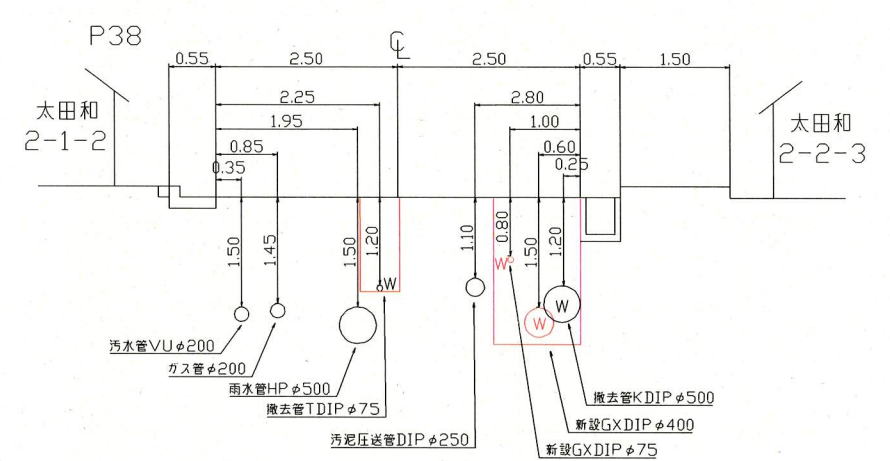 P38
CL
0.55 2.50 2.50 0.55 1.50
2.25
2.80
1.95
1.00
0.85
0.60
0.35
0.25
太田和
2-1-2
太田和
2-2-3
1.50
1.45
1.50
1.20
1.10
0.80
1.50
1.20
W
W
W
W
汚水管VUφ200
ガス管φ200
雨水管HPφ500
撤去管TDIPφ75
汚泥圧送管DIPφ250
撤去管KDIPφ500
新設GXDIPφ400
新設GXDIPφ75